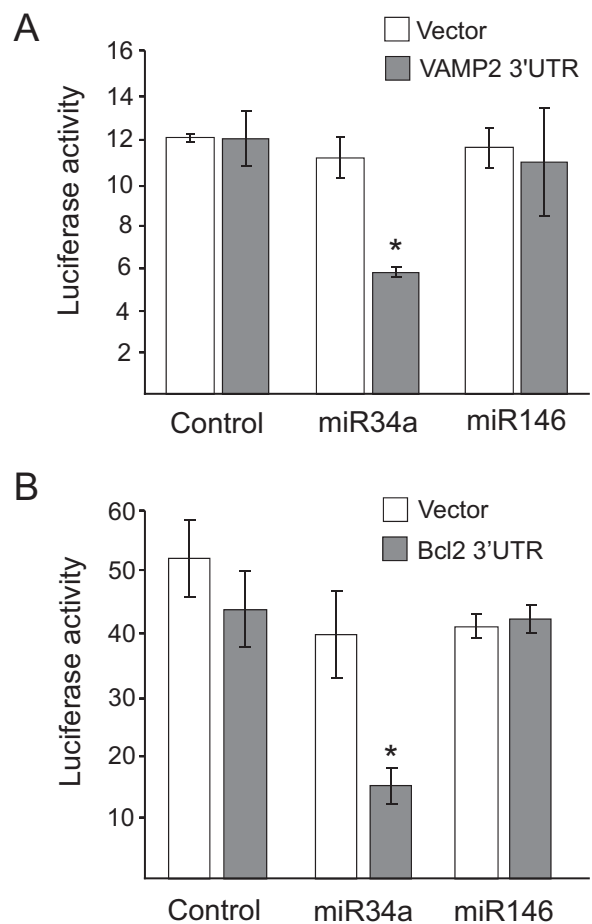 A
Vector
VAMP2 3'UTR
Luciferase activity
16
14
12
10
8
6
4
2
*
Control miR34a miR146
B
Vector
Bcl2 3’UTR
Luciferase activity
60
50
40
30
20
10
*
Control miR34a miR146